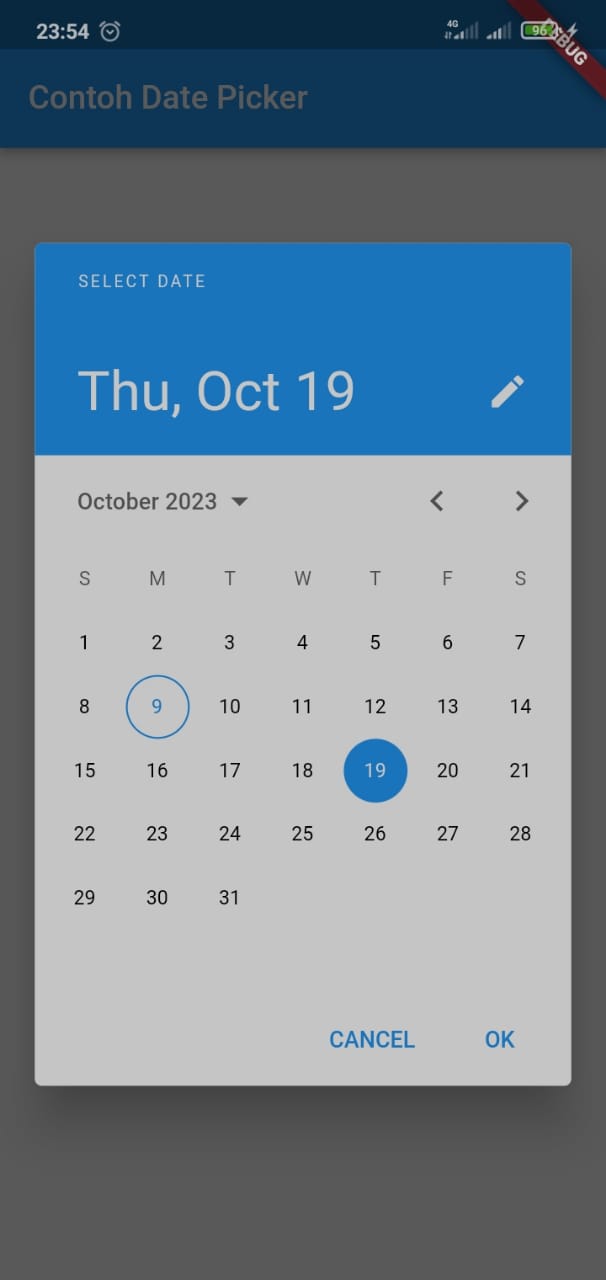 23:54 4G 96
DEBUG
Contoh Date Picker
SELECT DATE
Thu, Oct 19
October 2023
S M T W T F S
1 2 3 4 5 6 7
8 9 10 11 12 13 14
15 16 17 18 19 20 21
22 23 24 25 26 27 28
29 30 31
CANCEL OK